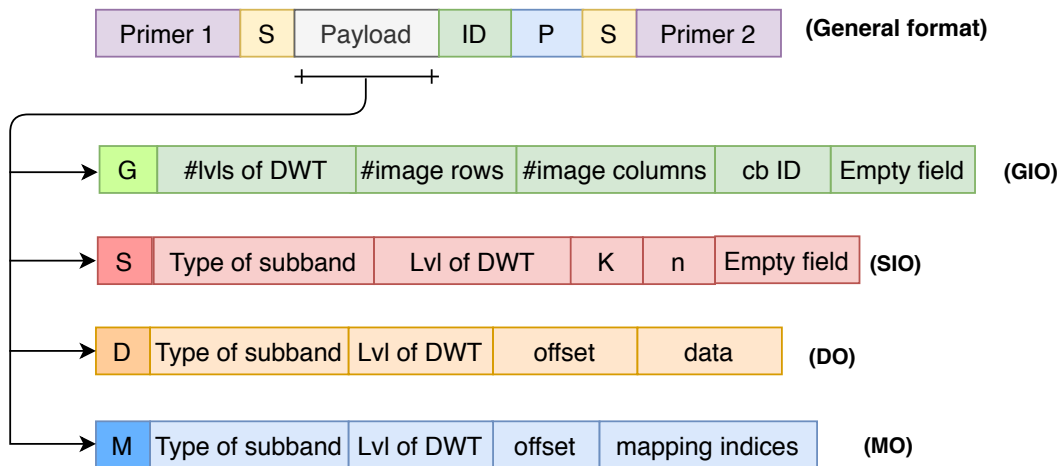 Primer 1 S Payload ID P S Primer 2 (General format)
G #lvls of DWT #image rows #image columns cb ID Empty field (GIO)
S Type of subband Lvl of DWT K n Empty field (SIO)
D Type of subband Lvl of DWT offset data (DO)
M Type of subband Lvl of DWT offset mapping indices (MO)